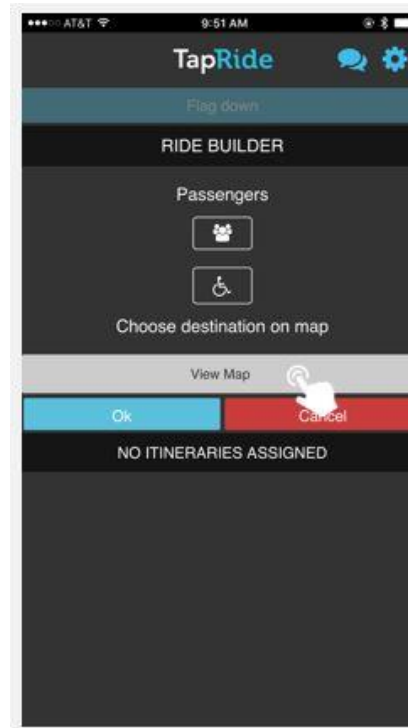 AT&T 9:51 AM
TapRide
Flag down
RIDE BUILDER
Passengers
Choose destination on map
View Map
Ok Cancel
NO ITINERARIES ASSIGNED